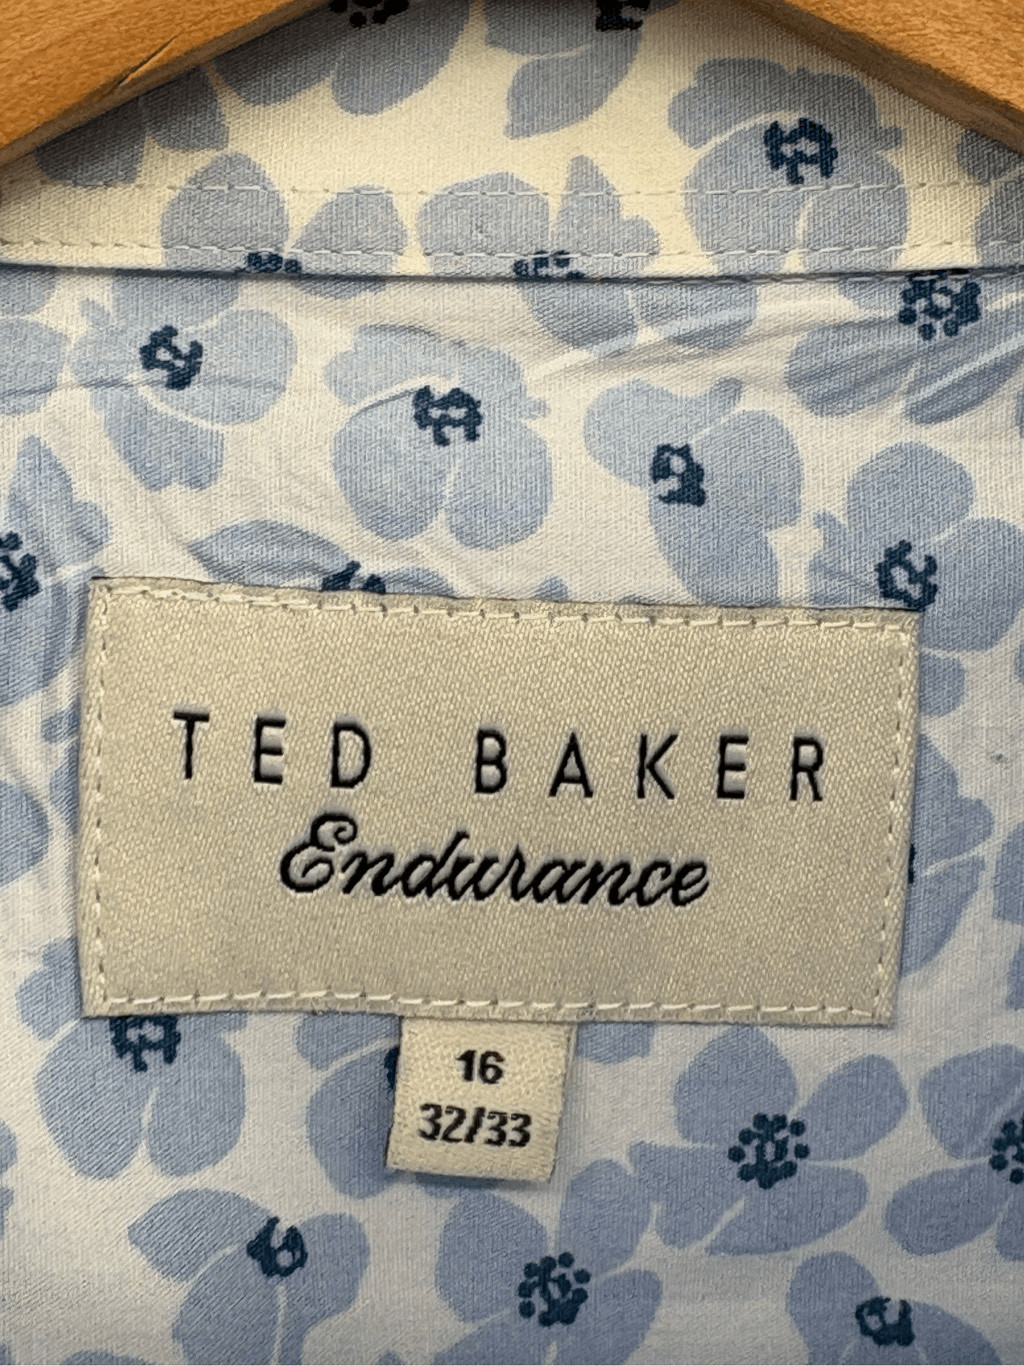 TED BAKER
Endurance
16
32/33